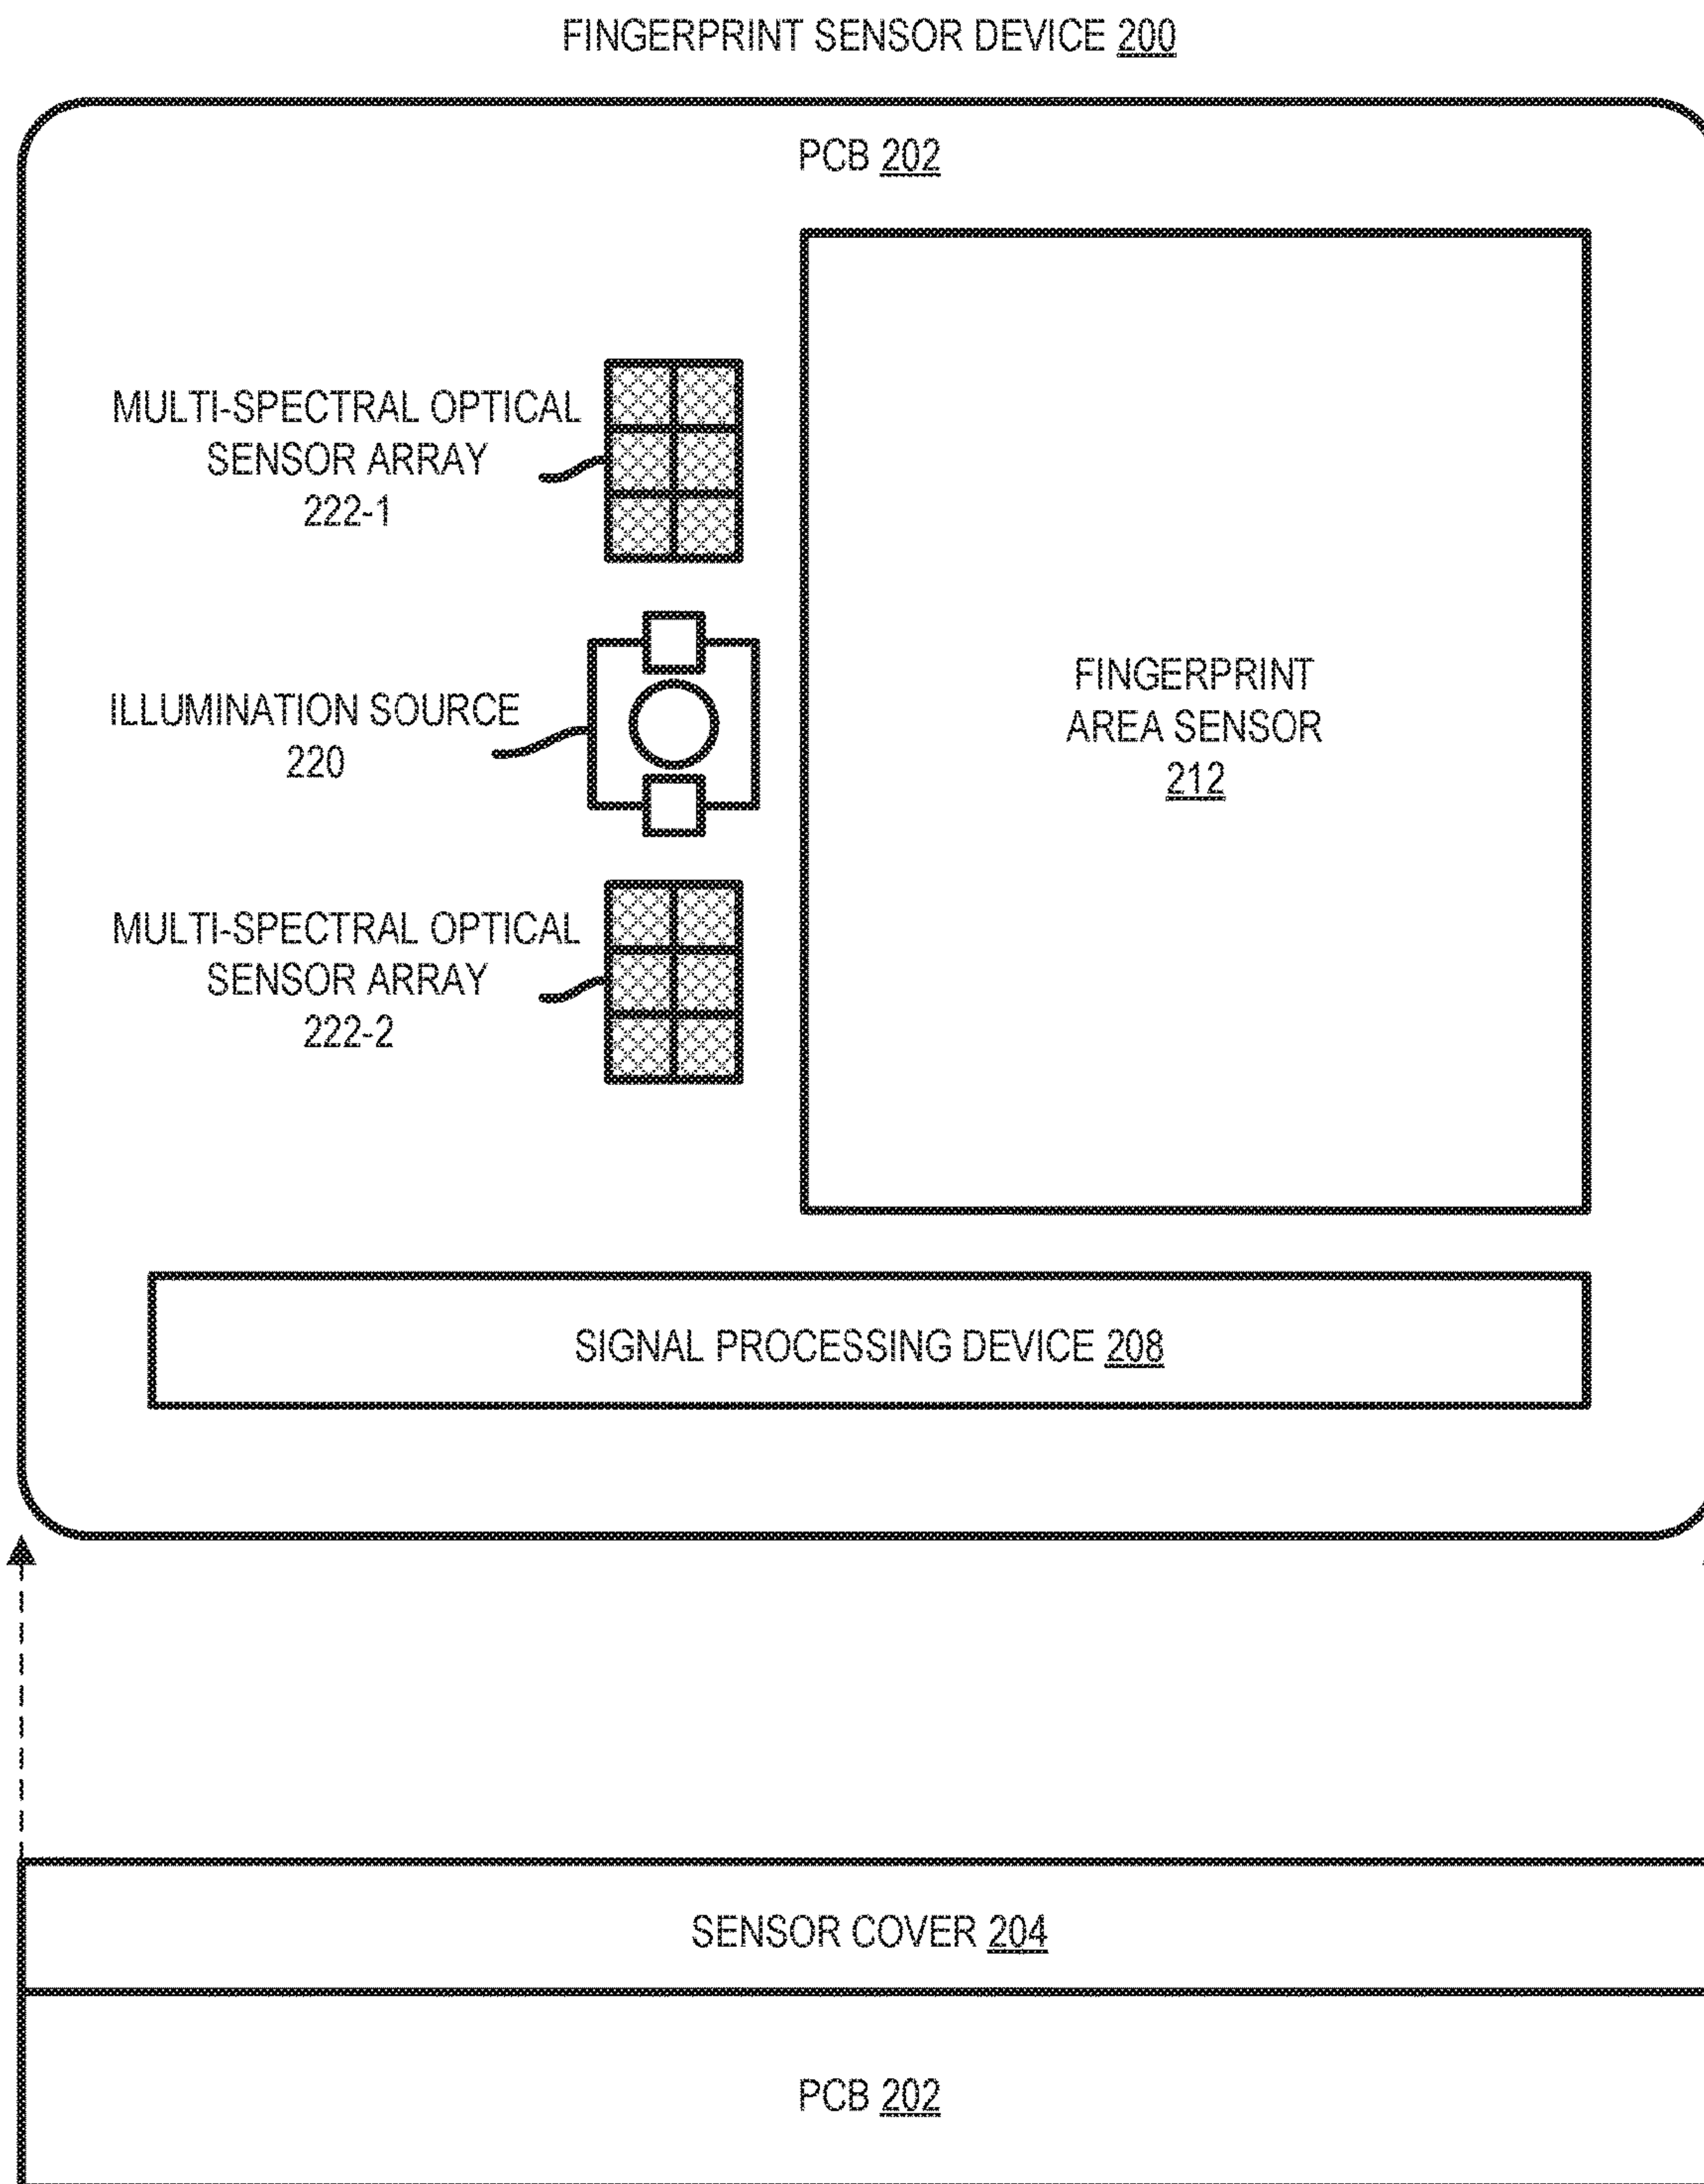 FINGERPRINT SENSOR DEVICE 200
PCB 202
MULTI-SPECTRAL OPTICAL
SENSOR ARRAY
222-1
ILLUMINATION SOURCE
220
FINGERPRINT
AREA SENSOR
212
MULTI-SPECTRAL OPTICAL
SENSOR ARRAY
222-2
SIGNAL PROCESSING DEVICE 208
SENSOR COVER 204
PCB 202